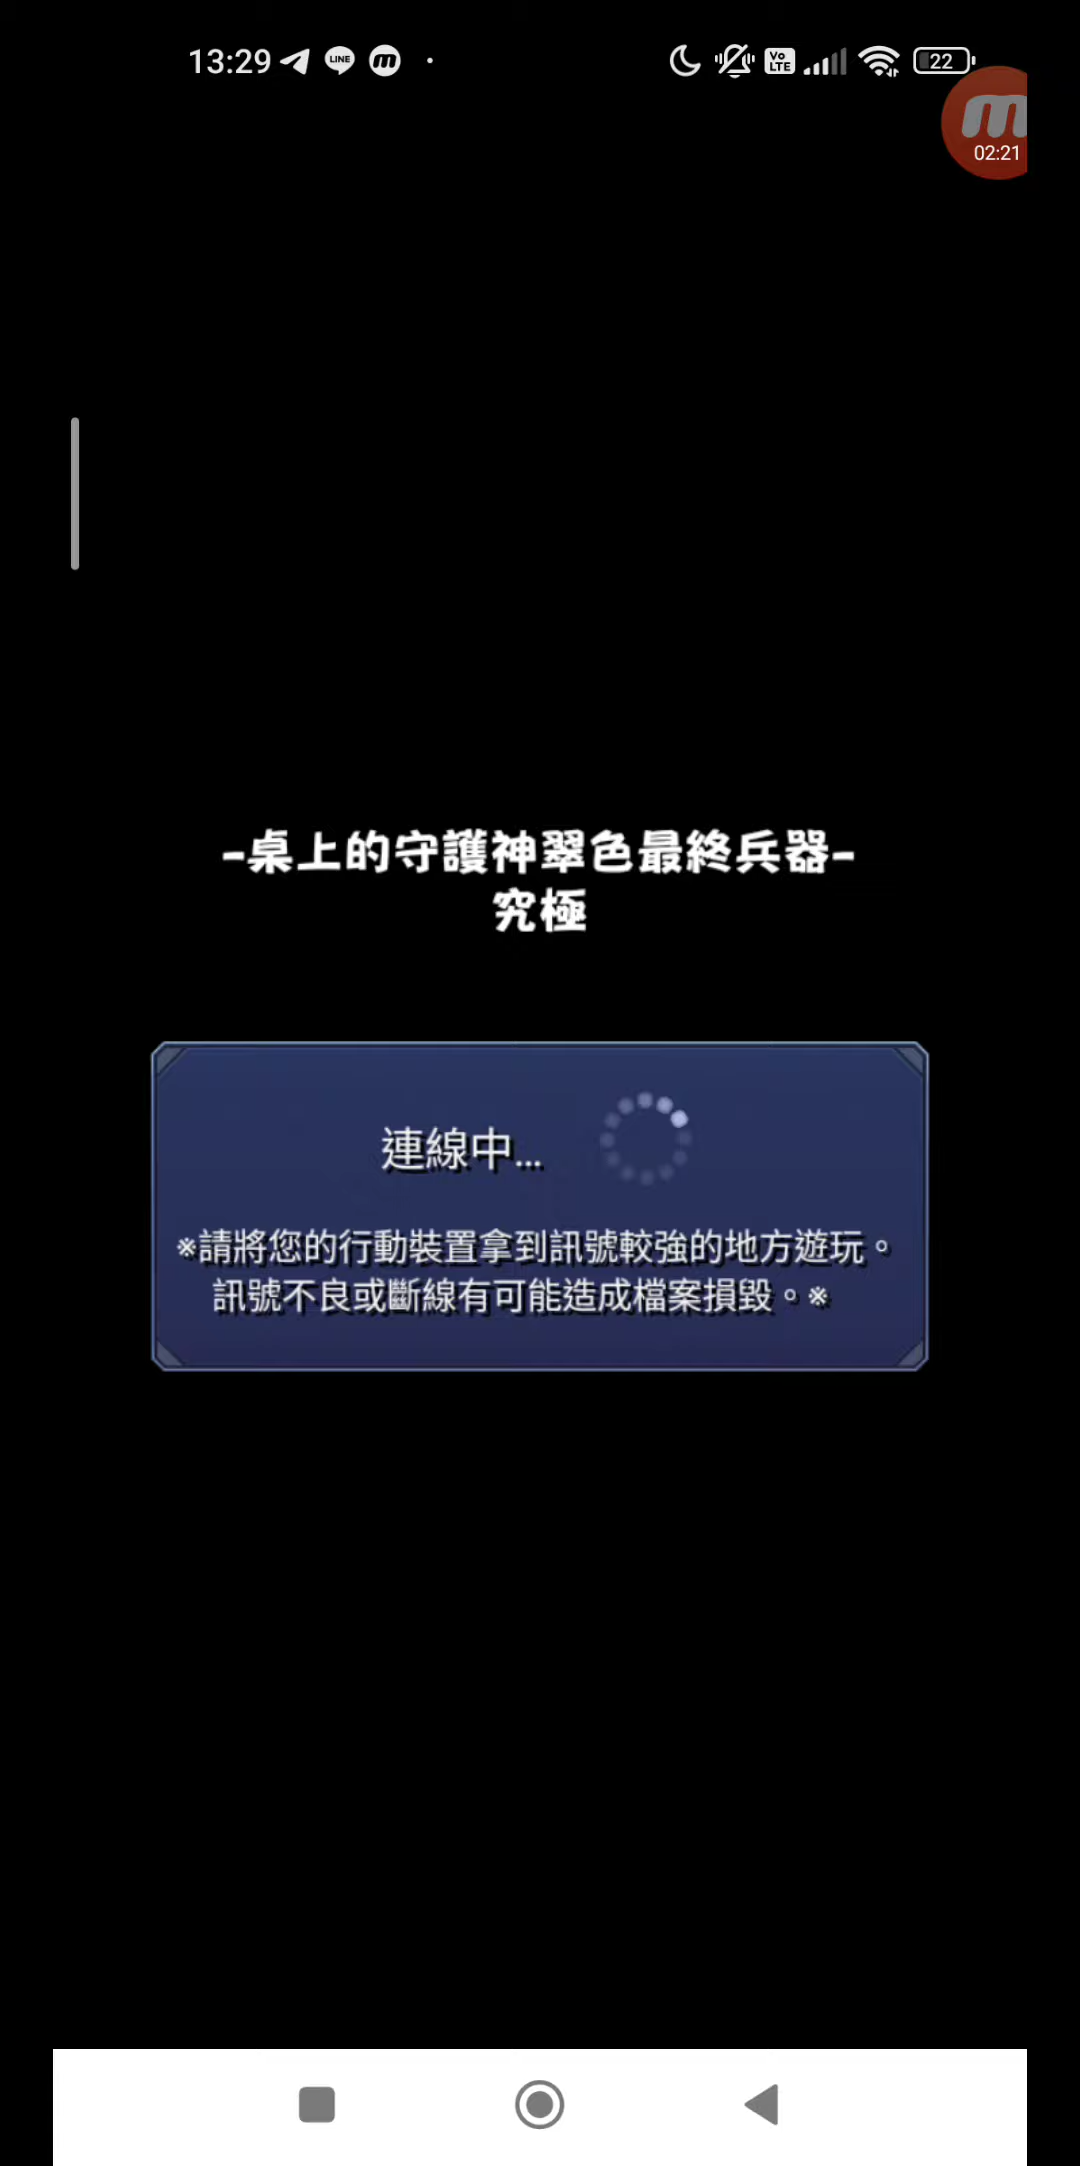 13:29
LINE
Vo
LTE
22
02:21
-桌上的守護神翠色最終兵器-
究極
連線中...
※請將您的行動裝置拿到訊號較強的地方遊玩。
訊號不良或斷線有可能造成檔案損毀。※